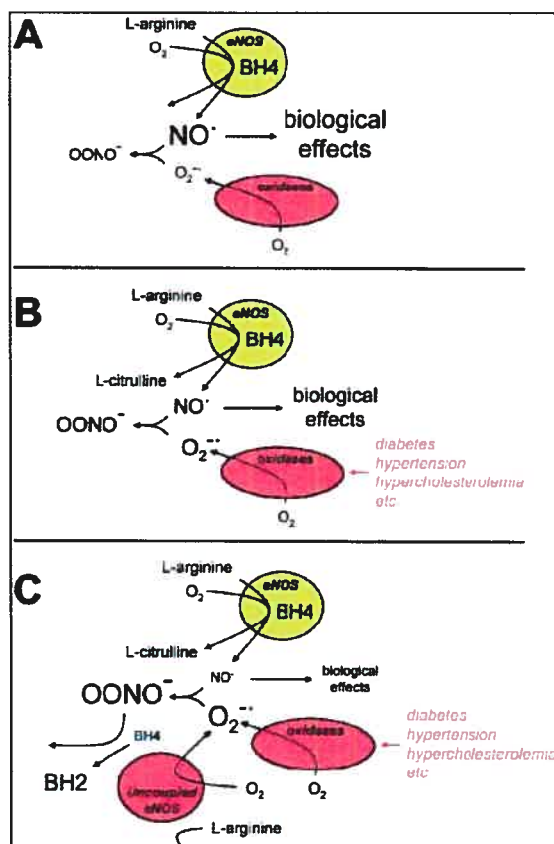 A
L-arginine
O₂
eNOS
BH4
NO·
biological
effects
OONO⁻
O₂⁻·
oxidases
O₂
B
L-arginine
O₂
eNOS
BH4
L-citrulline
NO·
biological
effects
OONO⁻
O₂⁻·
oxidases
O₂
diabetes
hypertension
hypercholesterolemia
etc
C
L-arginine
O₂
eNOS
BH4
L-citrulline
NO·
biological
effects
OONO⁻
O₂⁻·
oxidases
O₂
diabetes
hypertension
hypercholesterolemia
etc
BH4
BH2
Uncoupled
eNOS
O₂
L-arginine